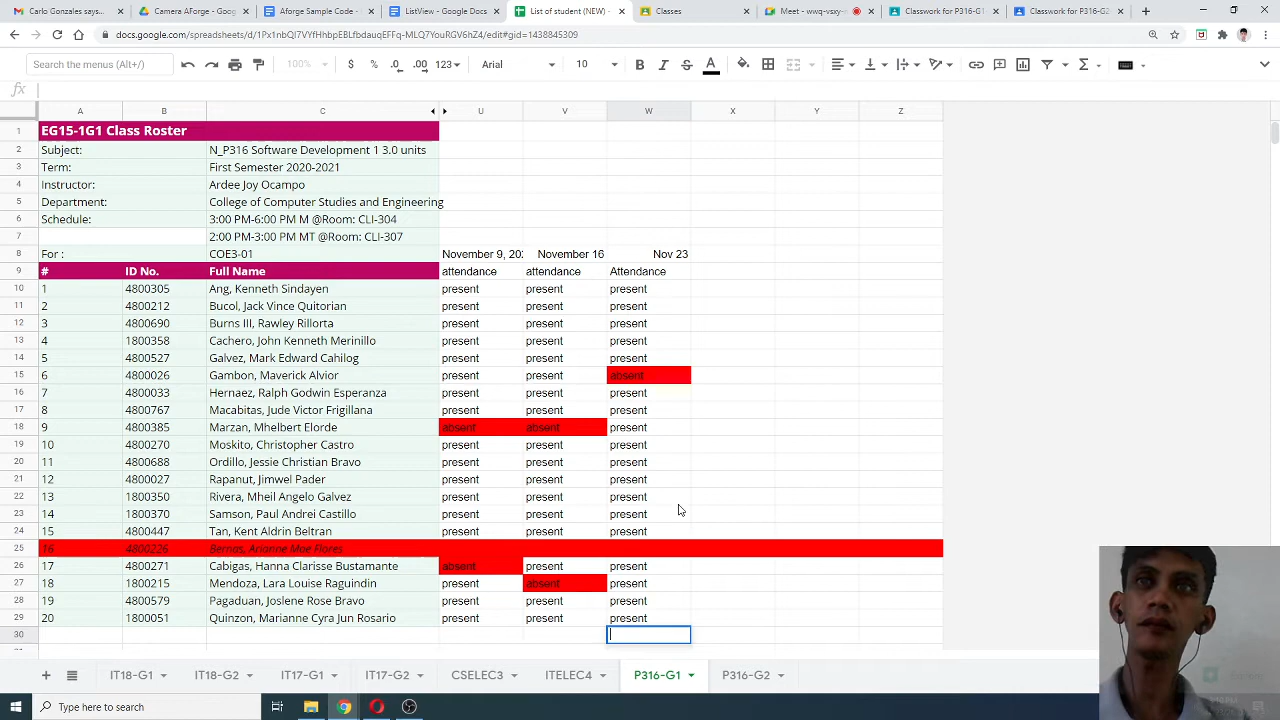 Carlo Gonzales says...
Calendar AForge - Goog
Aforge Sample Code -
ListView - Google Docs
List of student (NEW) -
Classes
Meet - wwq-vsxy-
Classwork for P316-G1
Classwork for P316-G2
docs.google.com/spreadsheets/d/1Px1nbQI7VYfHhbpEBLfbdauqEFFq-MLQ7YouRGVgSf4/edit#gid=1438845309
Search the menus (Alt+/)
100%
$ % .0 .00 123
Arial
10
B I S A
fx
A B C U V W X Y Z
1 EG15-1G1 Class Roster
2 Subject: N_P316 Software Development 1 3.0 units
3 Term: First Semester 2020-2021
4 Instructor: Ardee Joy Ocampo
5 Department: College of Computer Studies and Engineering
6 Schedule: 3:00 PM-6:00 PM M @Room: CLI-304
7 2:00 PM-3:00 PM MT @Room: CLI-307
8 For : COE3-01 November 9, 202 November 16 Nov 23
9 # ID No. Full Name attendance attendance Attendance
10 1 4800305 Ang, Kenneth Sindayen present present present
11 2 4800212 Bucol, Jack Vince Quitorian present present present
12 3 4800690 Burns III, Rawley Rillorta present present present
13 4 1800358 Cachero, John Kenneth Merinillo present present present
14 5 4800527 Galvez, Mark Edward Cahilog present present present
15 6 4800026 Gambon, Maverick Alvior present present absent
16 7 4800033 Hernaez, Ralph Godwin Esperanza present present present
17 8 4800767 Macabitas, Jude Victor Frigillana present present present
18 9 4800385 Marzan, Mhelbert Elorde absent absent present
19 10 4800270 Moskito, Christopher Castro present present present
20 11 4800688 Ordillo, Jessie Christian Bravo present present present
21 12 4800027 Rapanut, Jimwel Pader present present present
22 13 1800350 Rivera, Mheil Angelo Galvez present present present
23 14 1800370 Samson, Paul Andrei Castillo present present present
24 15 4800447 Tan, Kent Aldrin Beltran present present present
25 16 4800226 Bernas, Arianne Mae Flores
26 17 4800271 Cabigas, Hanna Clarisse Bustamante absent present present
27 18 1800215 Mendoza, Lara Louise Raguindin present absent present
28 19 4800579 Pagaduan, Joslene Rose Bravo present present present
29 20 1800051 Quinzon, Marianne Cyra Jun Rosario present present present
30
IT18-G1 IT18-G2 IT17-G1 IT17-G2 CSELEC3 ITELEC4 P316-G1 P316-G2
Type here to search